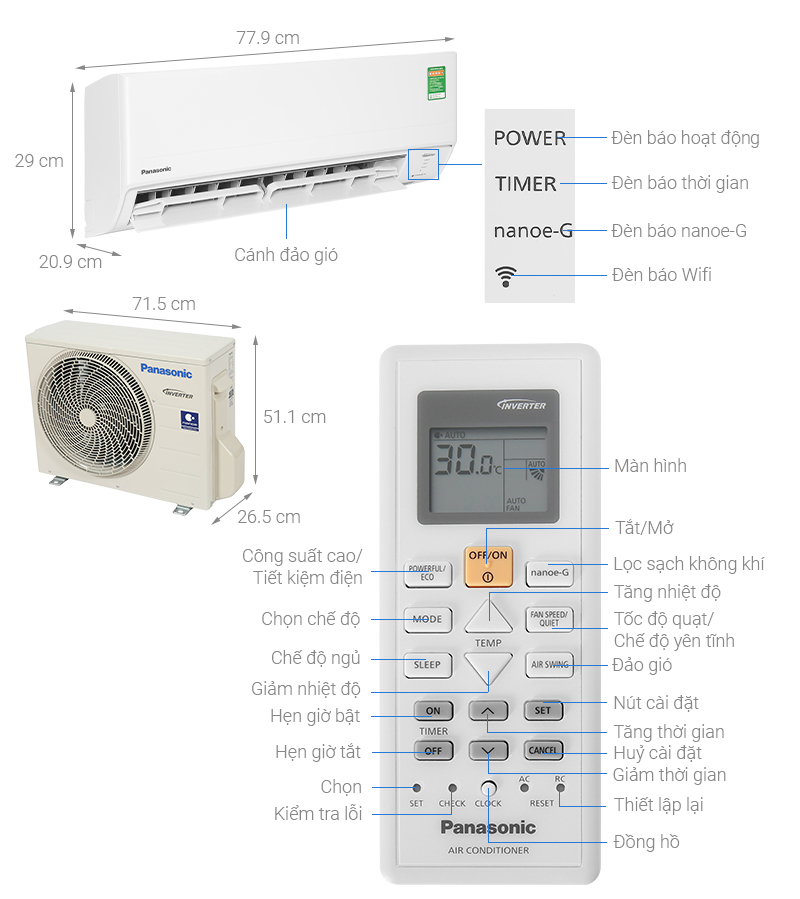 77.9 cm
29 cm
20.9 cm
Panasonic
Cánh đảo gió
POWER
Đèn báo hoạt động
TIMER
Đèn báo thời gian
nanoe-G
Đèn báo nanoe-G
Đèn báo Wifi
71.5 cm
51.1 cm
26.5 cm
Panasonic
INVERTER
INVERTER
AUTO
30.0°C
AUTO
AUTO
FAN
Màn hình
Tắt/Mở
OFF/ON
Công suất cao/
Tiết kiệm điện
POWERFUL/
ECO
nanoe-G
Lọc sạch không khí
Tăng nhiệt độ
Chọn chế độ
MODE
TEMP
FAN SPEED/
QUIET
Tốc độ quạt/
Chế độ yên tĩnh
Chế độ ngủ
SLEEP
AIR SWING
Đảo gió
Giảm nhiệt độ
Hẹn giờ bật
ON
SET
Nút cài đặt
TIMER
Tăng thời gian
Hẹn giờ tắt
OFF
CANCEL
Huỷ cài đặt
Giảm thời gian
Chọn
SET
CHECK
CLOCK
AC
RC
RESET
Thiết lập lại
Kiểm tra lỗi
Panasonic
AIR CONDITIONER
Đồng hồ